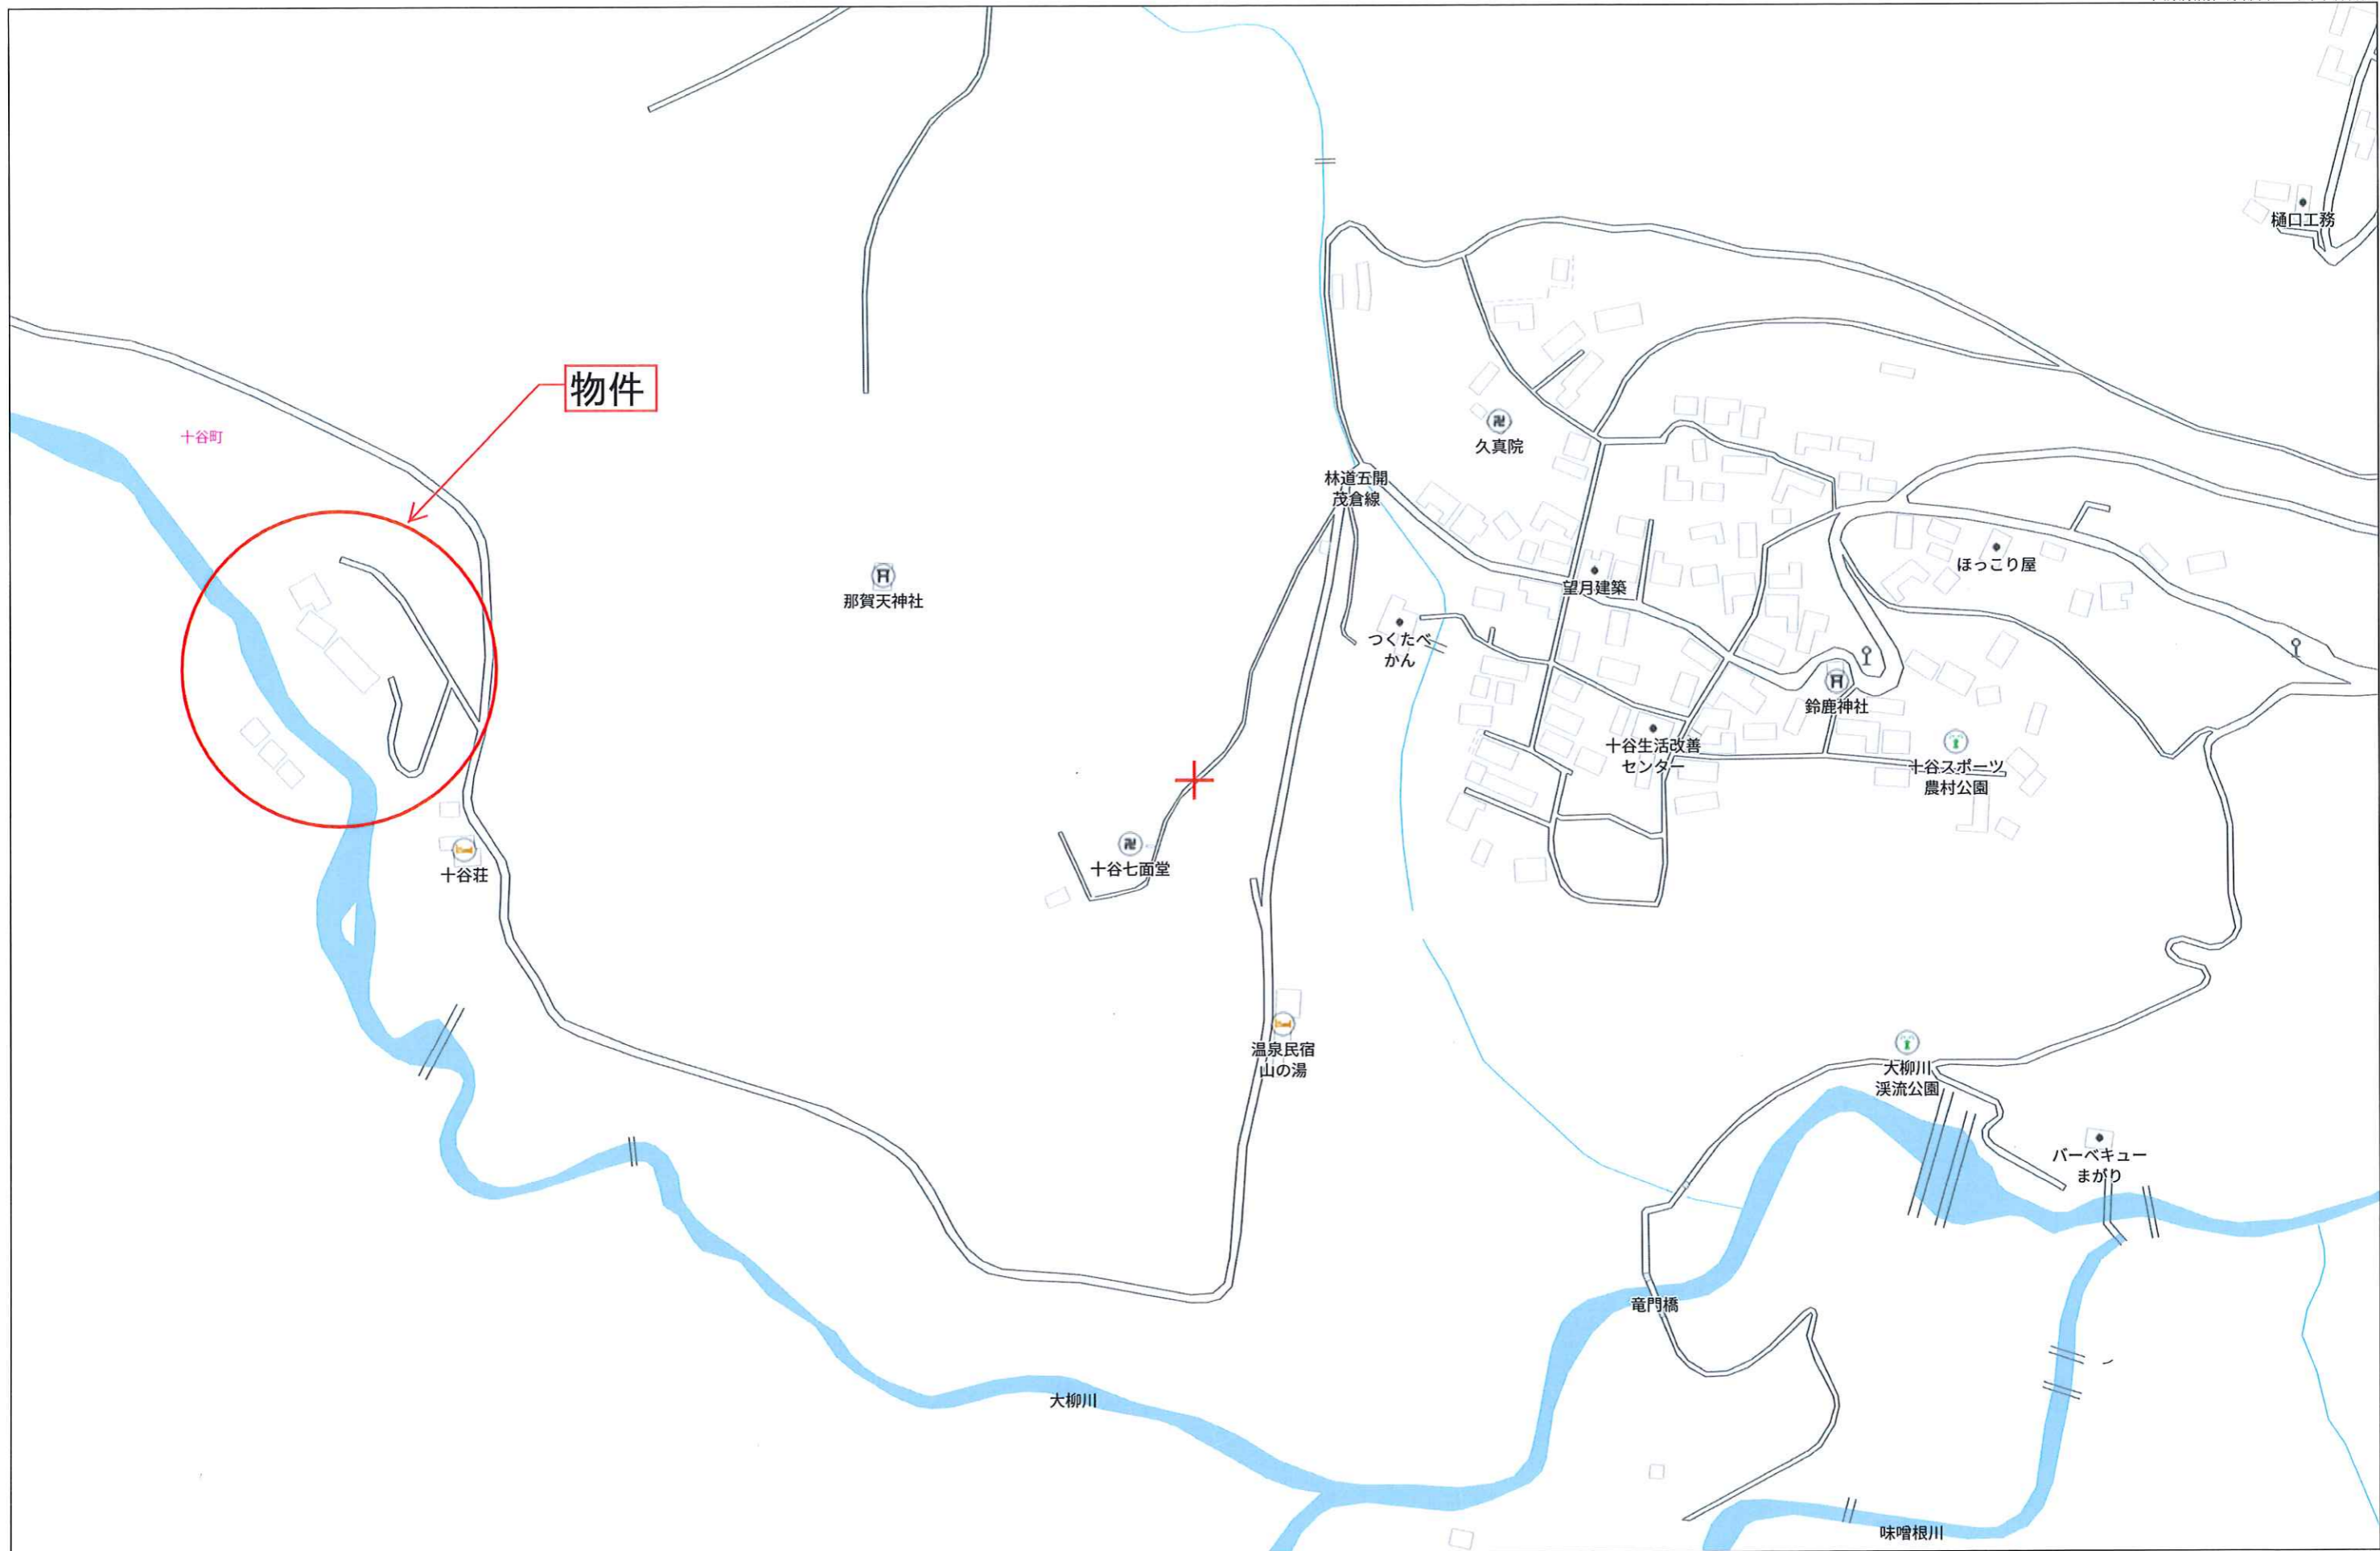 樋口工務
物件
十谷町
久真院
林道五開
茂倉線
ほっこり屋
望月建築
那賀天神社
つくたべ
かん
鈴鹿神社
十谷生活改善
センター
十谷スポーツ
農村公園
十谷荘
十谷七面堂
温泉民宿
山の湯
大柳川
渓流公園
バーベキュー
まがり
竜門橋
大柳川
味噌根川